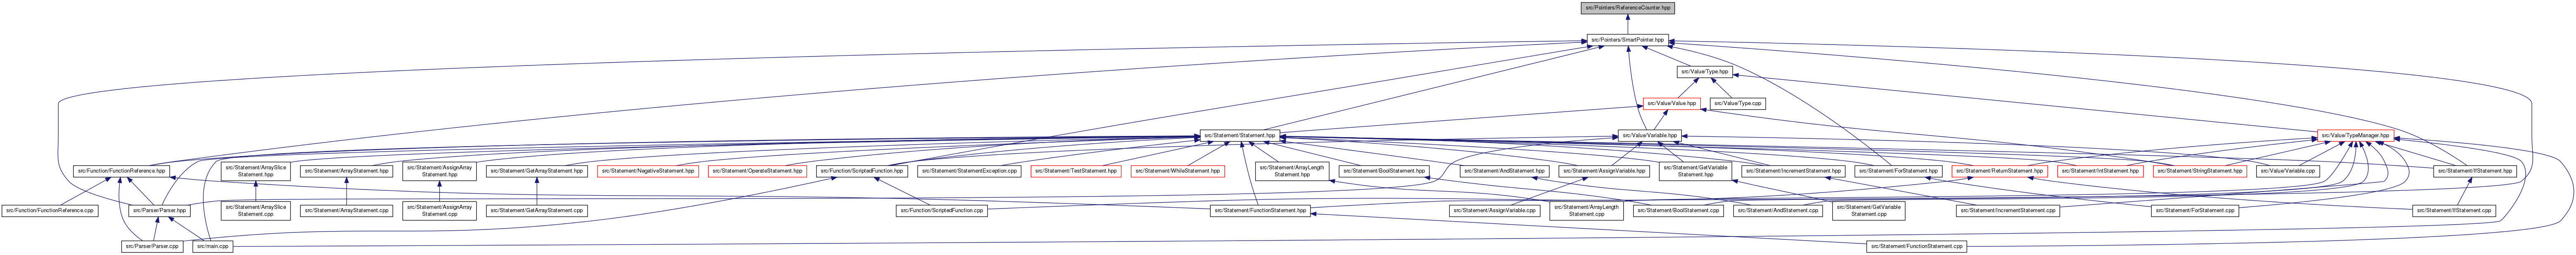 src/Pointers/ReferenceCounter.hpp
src/Pointers/SmartPointer.hpp
src/Value/Type.hpp
src/Value/Value.hpp
src/Value/Type.cpp
src/Statement/Statement.hpp
src/Value/Variable.hpp
src/Value/TypeManager.hpp
src/Function/FunctionReference.hpp
src/Statement/ArraySlice
Statement.hpp
src/Statement/ArrayStatement.hpp
src/Statement/AssignArray
Statement.hpp
src/Statement/GetArrayStatement.hpp
src/Statement/NegativeStatement.hpp
src/Statement/OperateStatement.hpp
src/Function/ScriptedFunction.hpp
src/Statement/StatementException.cpp
src/Statement/TestStatement.hpp
src/Statement/WhileStatement.hpp
src/Statement/ArrayLength
Statement.hpp
src/Statement/BoolStatement.hpp
src/Statement/AndStatement.hpp
src/Statement/AssignVariable.hpp
src/Statement/GetVariable
Statement.hpp
src/Statement/IncrementStatement.hpp
src/Statement/ForStatement.hpp
src/Statement/ReturnStatement.hpp
src/Statement/IntStatement.hpp
src/Statement/StringStatement.hpp
src/Value/Variable.cpp
src/Statement/IfStatement.hpp
src/Function/FunctionReference.cpp
src/Parser/Parser.hpp
src/Statement/ArraySlice
Statement.cpp
src/Statement/ArrayStatement.cpp
src/Statement/AssignArray
Statement.cpp
src/Statement/GetArrayStatement.cpp
src/Function/ScriptedFunction.cpp
src/Statement/FunctionStatement.hpp
src/Statement/AssignVariable.cpp
src/Statement/ArrayLength
Statement.cpp
src/Statement/BoolStatement.cpp
src/Statement/AndStatement.cpp
src/Statement/GetVariable
Statement.cpp
src/Statement/IncrementStatement.cpp
src/Statement/ForStatement.cpp
src/Statement/IfStatement.cpp
src/Parser/Parser.cpp
src/main.cpp
src/Statement/FunctionStatement.cpp